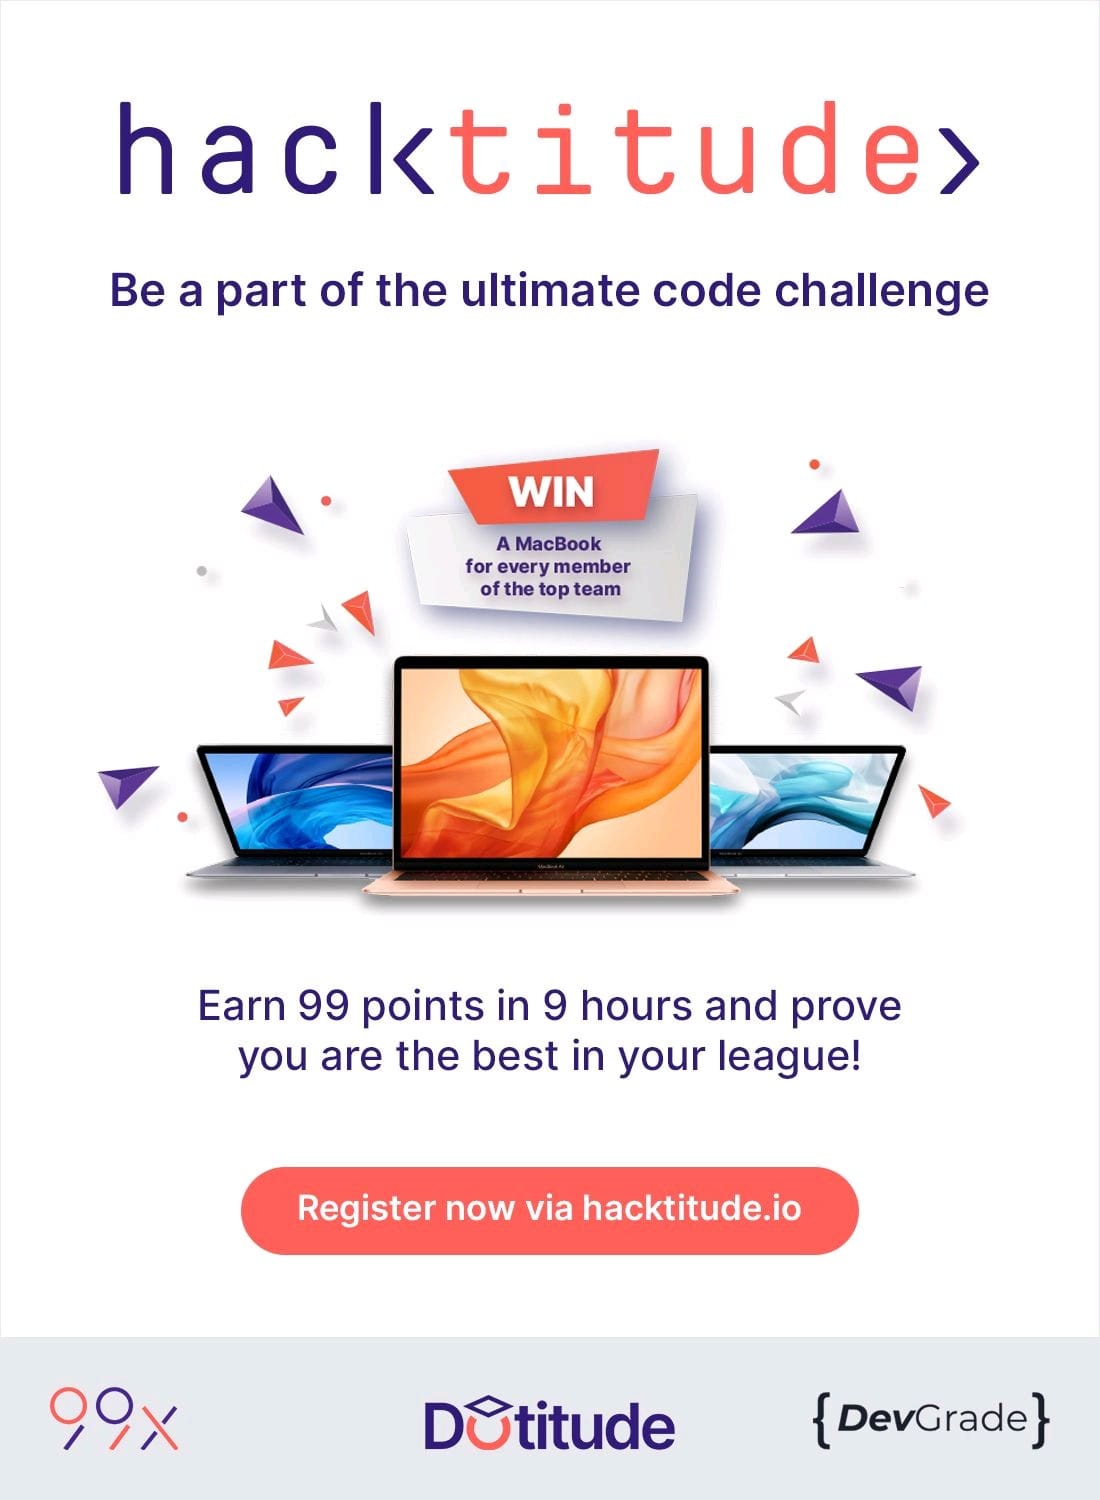 hacktitude>
Be a part of the ultimate code challenge
WIN
A MacBook
for every member
of the top team
MacBook Air
Earn 99 points in 9 hours and prove
you are the best in your league!
Register now via hacktitude.io
99x
Dotitude
{DevGrade}